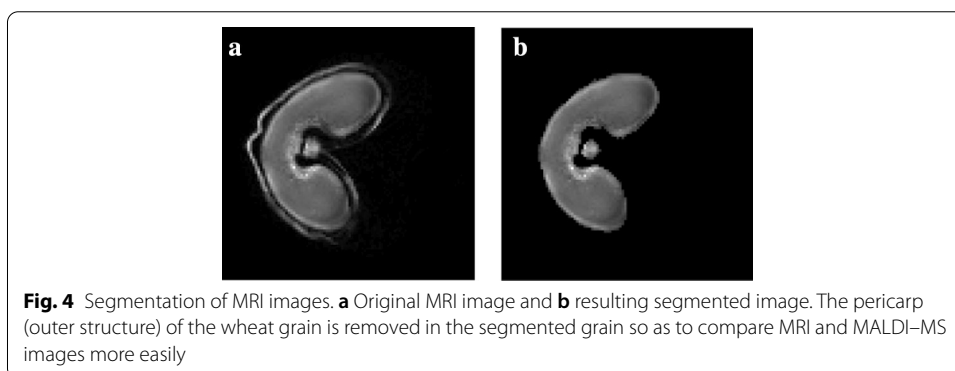 a
b
Fig. 4 Segmentation of MRI images. a Original MRI image and b resulting segmented image. The pericarp
(outer structure) of the wheat grain is removed in the segmented grain so as to compare MRI and MALDI–MS
images more easily